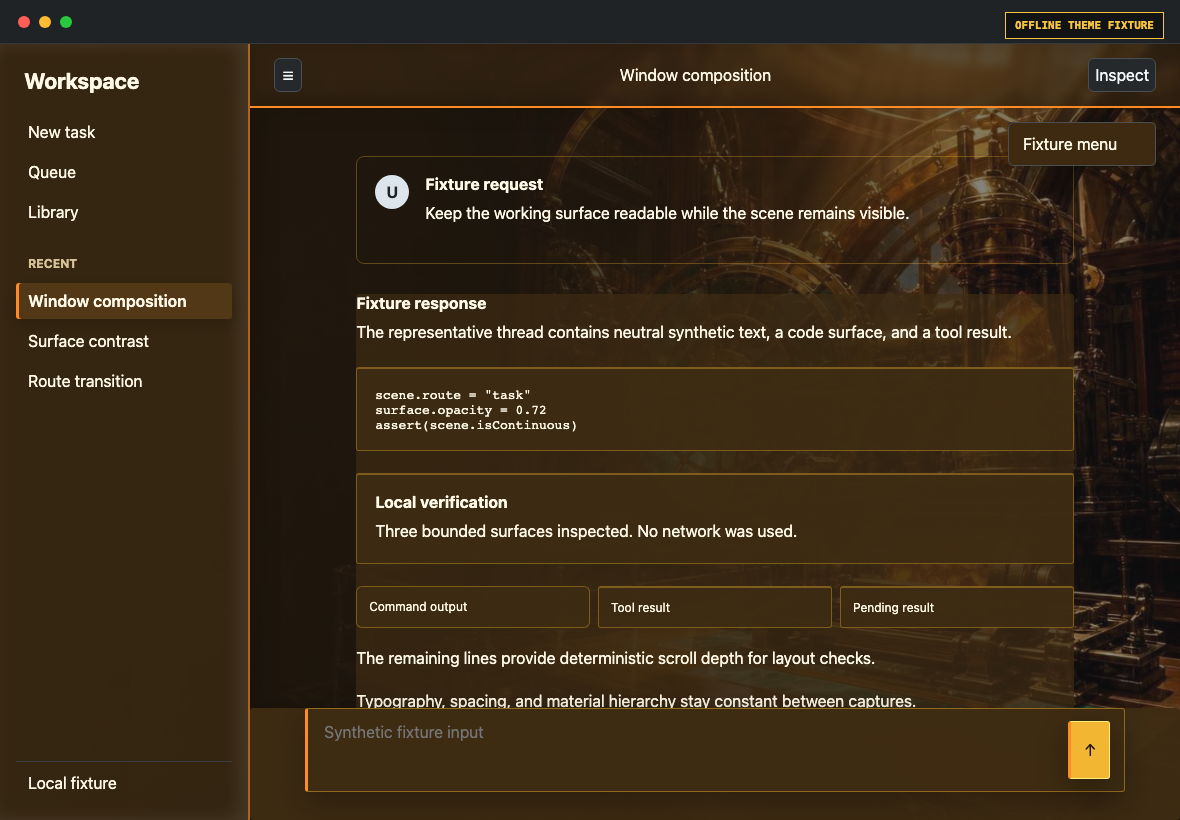 OFFLINE THEME FIXTURE
Workspace
New task
Queue
Library
RECENT
Window composition
Surface contrast
Route transition
Local fixture
Window composition
Inspect
Fixture menu
U
Fixture request
Keep the working surface readable while the scene remains visible.
Fixture response
The representative thread contains neutral synthetic text, a code surface, and a tool result.
scene.route = "task"
surface.opacity = 0.72
assert(scene.isContinuous)
Local verification
Three bounded surfaces inspected. No network was used.
Command output
Tool result
Pending result
The remaining lines provide deterministic scroll depth for layout checks.
Typography, spacing, and material hierarchy stay constant between captures.
Synthetic fixture input